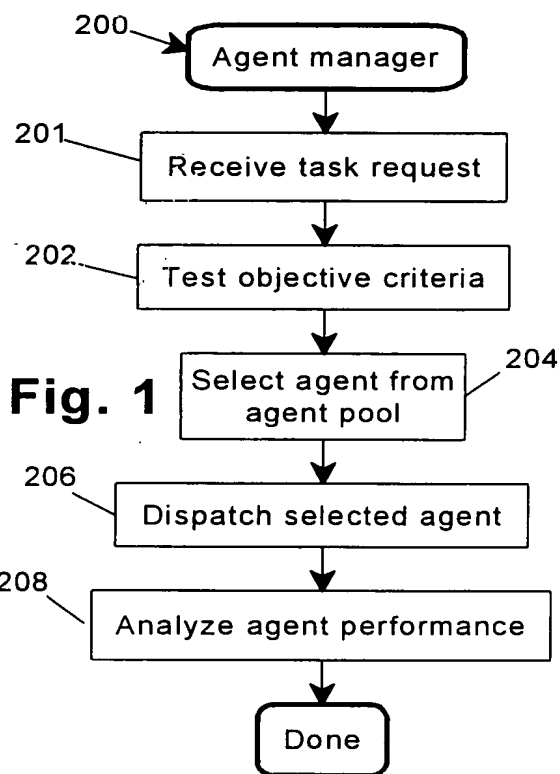 200
Agent manager
201
Receive task request
202
Test objective criteria
204
Select agent from
agent pool
Fig. 1
206
Dispatch selected agent
208
Analyze agent performance
Done